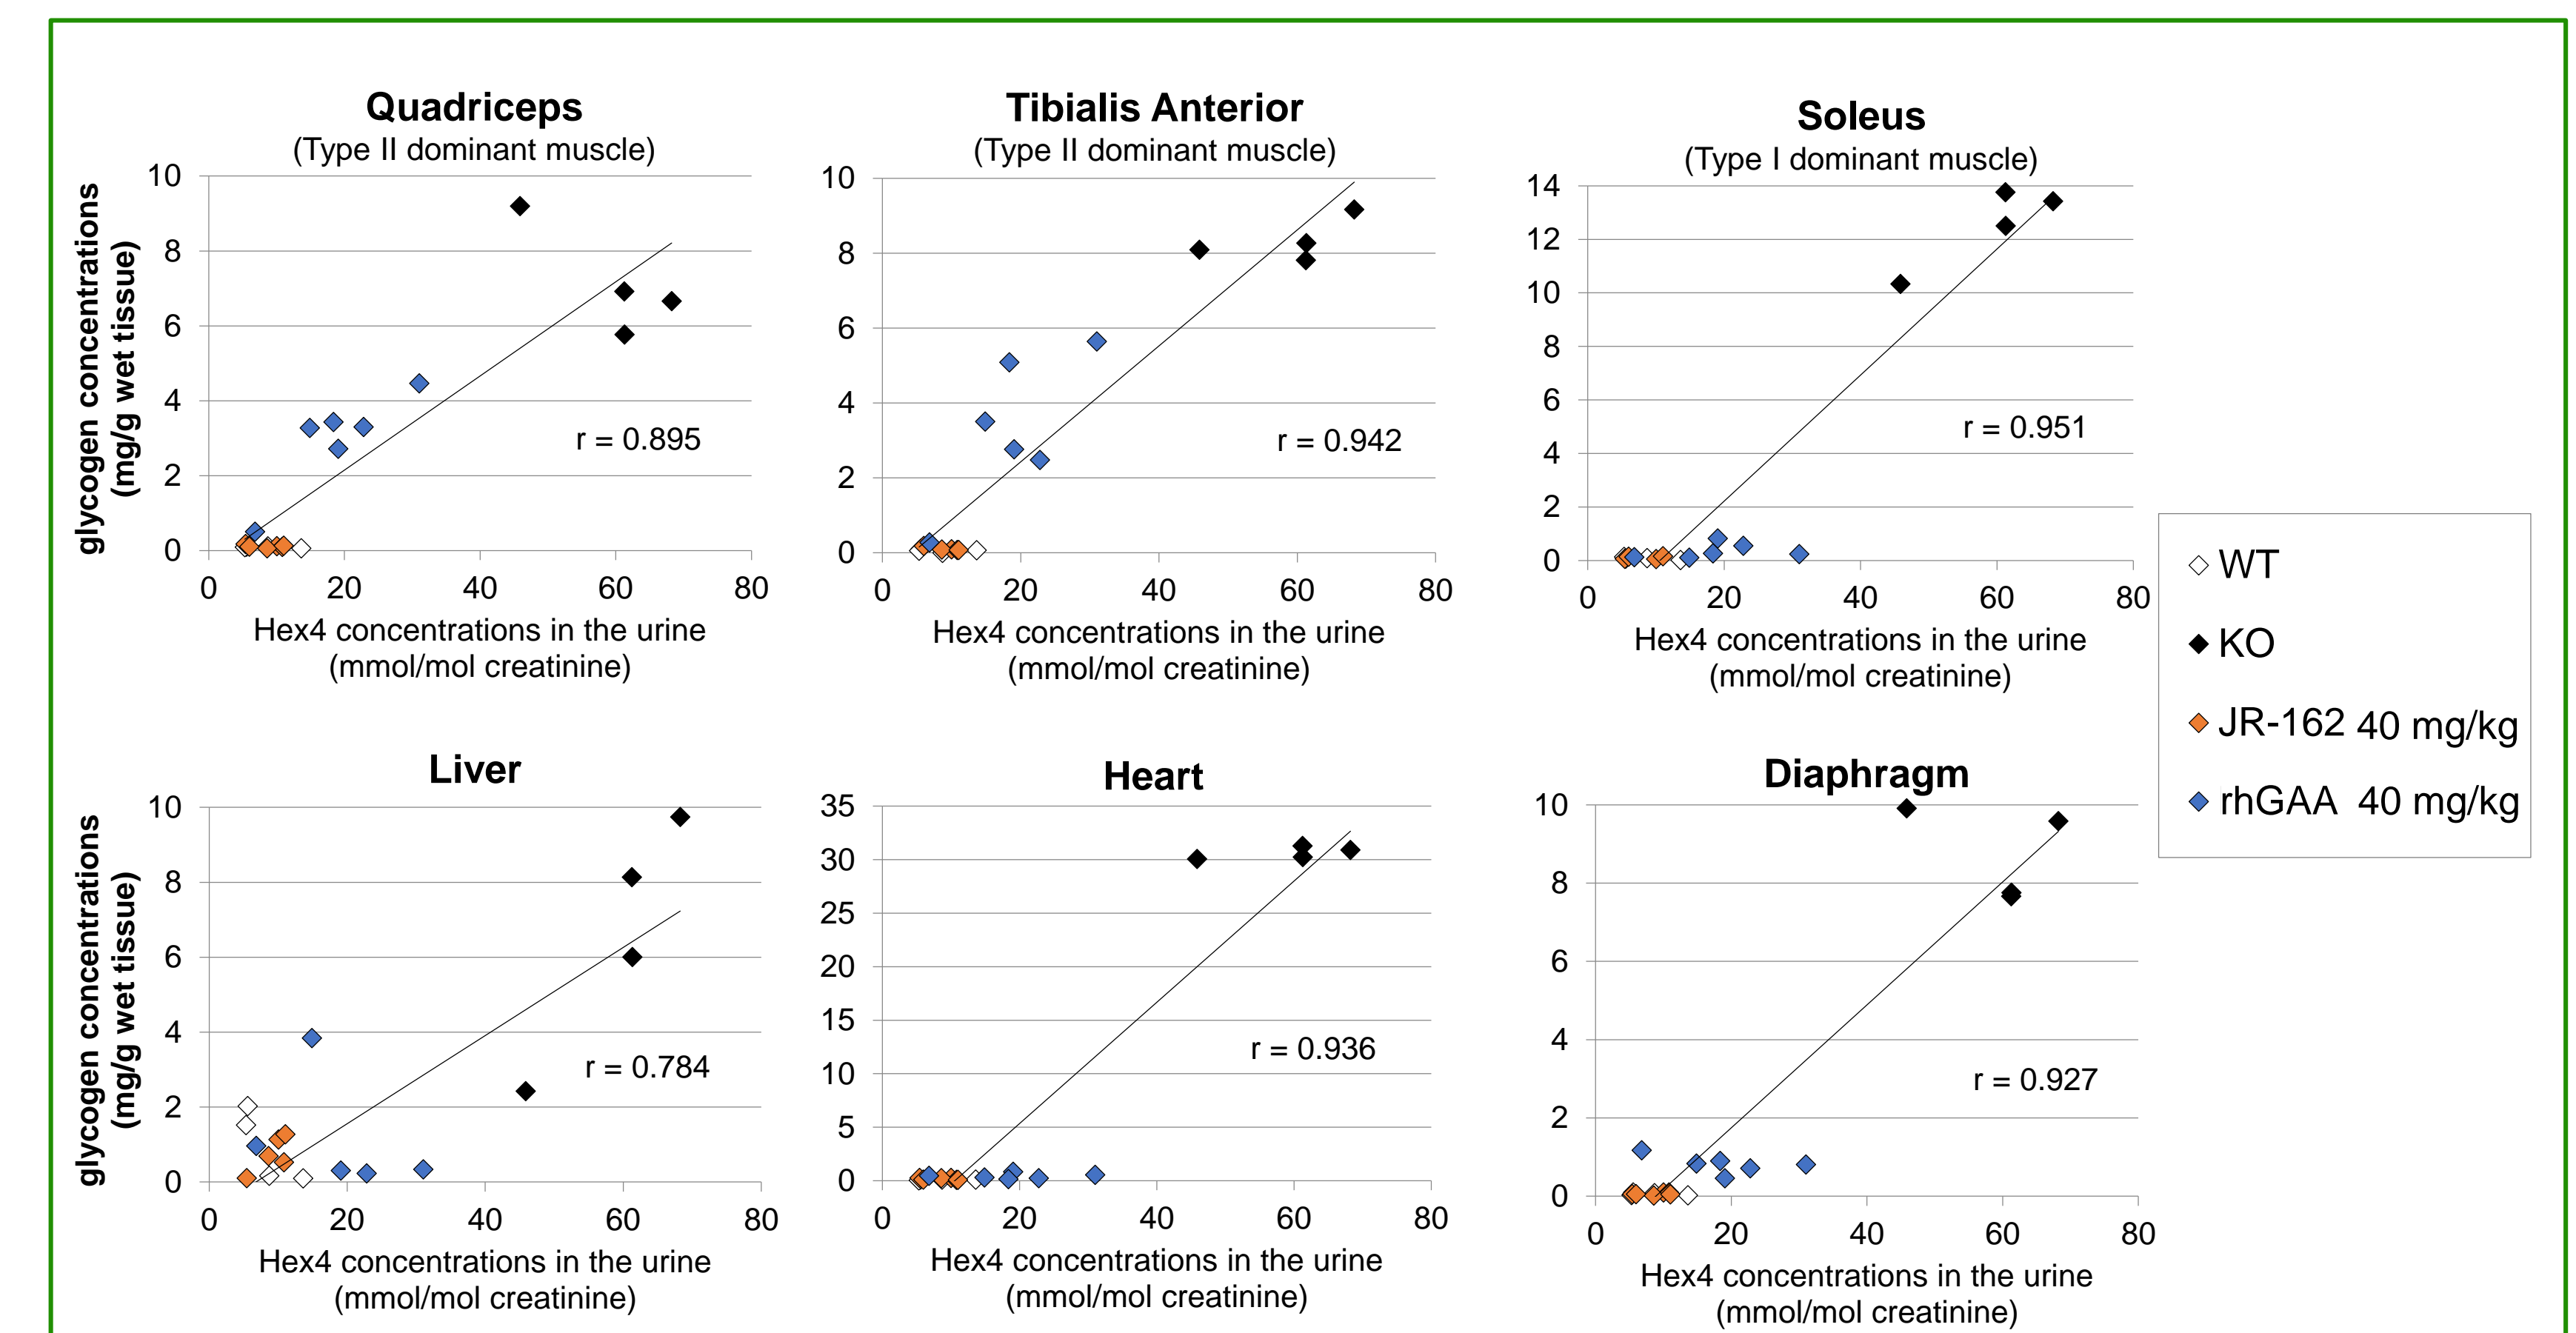 Quadriceps
(Type II dominant muscle)
glycogen concentrations
(mg/g wet tissue)
10
8
6
4
2
0
0 20 40 60 80
r = 0.895
Hex4 concentrations in the urine
(mmol/mol creatinine)
Tibialis Anterior
(Type II dominant muscle)
10
8
6
4
2
0
0 20 40 60 80
r = 0.942
Hex4 concentrations in the urine
(mmol/mol creatinine)
Soleus
(Type I dominant muscle)
14
12
10
8
6
4
2
0
0 20 40 60 80
r = 0.951
Hex4 concentrations in the urine
(mmol/mol creatinine)
WT
KO
JR-162 40 mg/kg
rhGAA 40 mg/kg
Liver
glycogen concentrations
(mg/g wet tissue)
10
8
6
4
2
0
0 20 40 60 80
r = 0.784
Hex4 concentrations in the urine
(mmol/mol creatinine)
Heart
35
30
25
20
15
10
5
0
0 20 40 60 80
r = 0.936
Hex4 concentrations in the urine
(mmol/mol creatinine)
Diaphragm
10
8
6
4
2
0
0 20 40 60 80
r = 0.927
Hex4 concentrations in the urine
(mmol/mol creatinine)